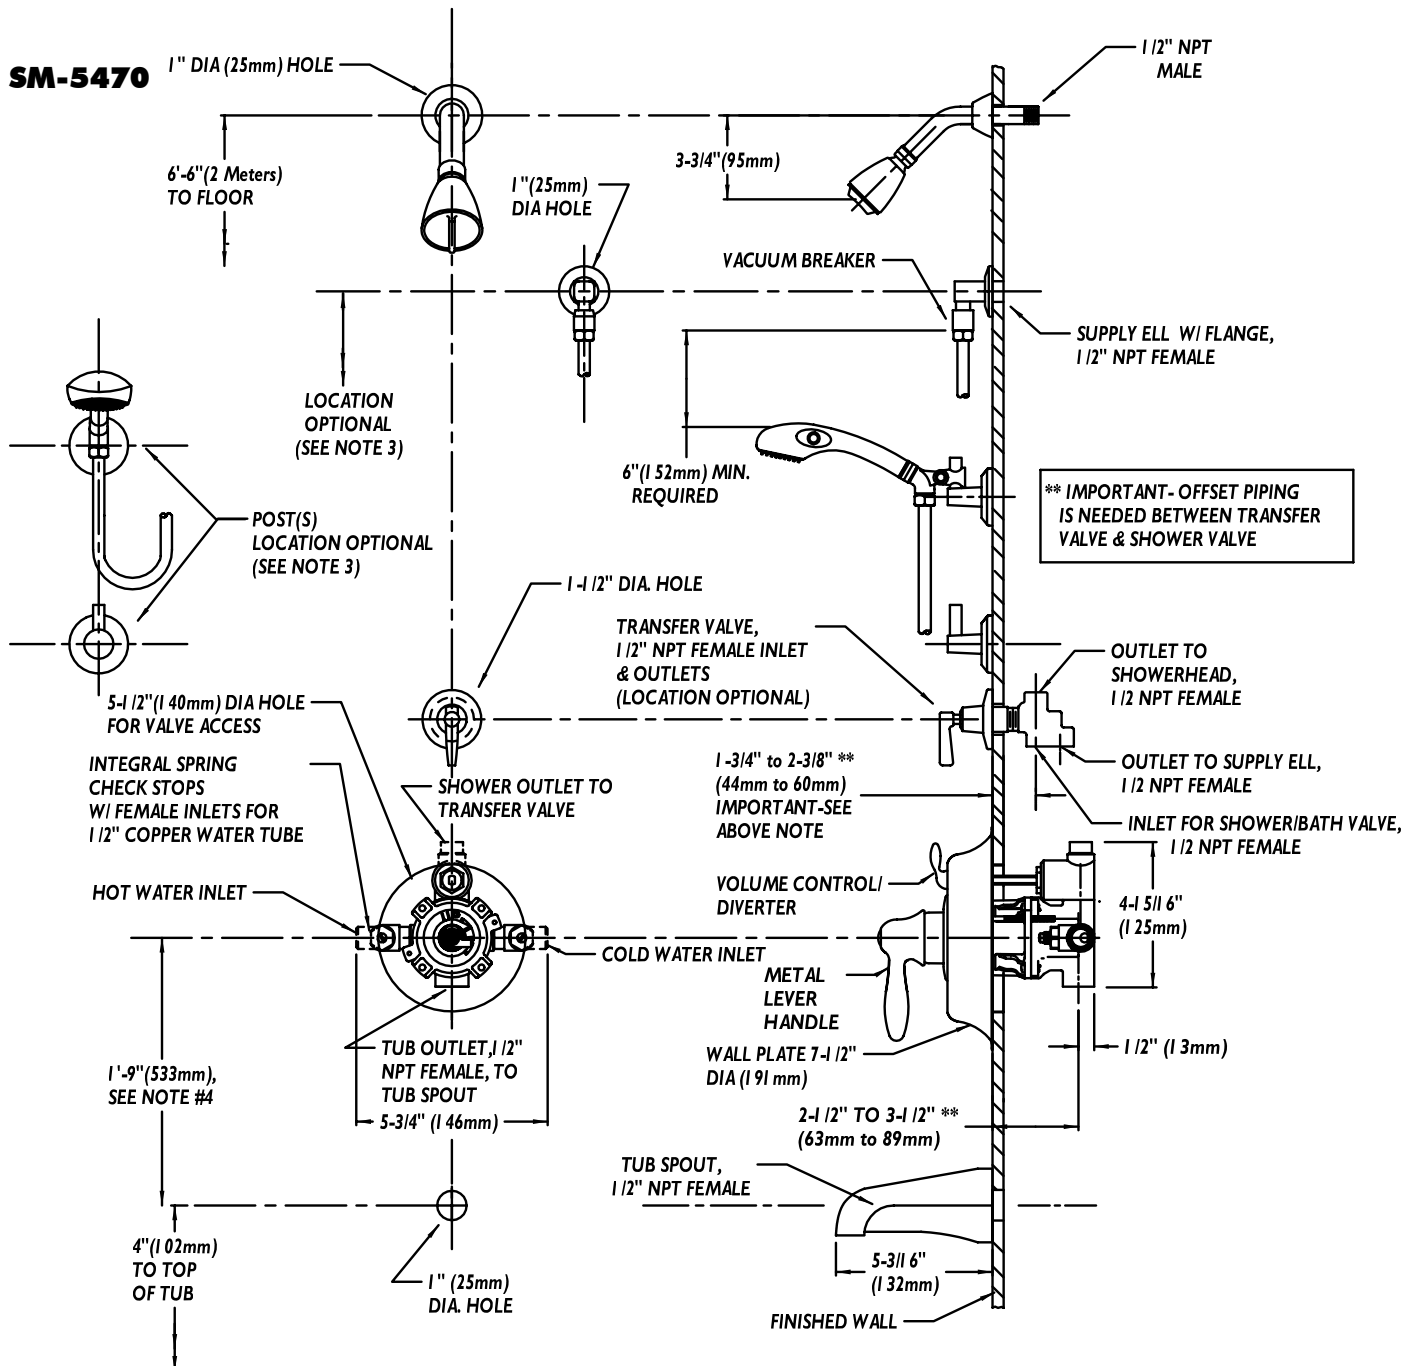 SM-5470
1" DIA (25mm) HOLE
1/2" NPT
MALE
6'-6"(2 Meters)
TO FLOOR
3-3/4"(95mm)
1"(25mm)
DIA HOLE
VACUUM BREAKER
SUPPLY ELL W/ FLANGE,
1/2" NPT FEMALE
LOCATION
OPTIONAL
(SEE NOTE 3)
6"(152mm) MIN.
REQUIRED
** IMPORTANT- OFFSET PIPING
IS NEEDED BETWEEN TRANSFER
VALVE & SHOWER VALVE
POST(S)
LOCATION OPTIONAL
(SEE NOTE 3)
1-1/2" DIA. HOLE
TRANSFER VALVE,
1/2" NPT FEMALE INLET
& OUTLETS
(LOCATION OPTIONAL)
OUTLET TO
SHOWERHEAD,
1/2 NPT FEMALE
5-1/2"(140mm) DIA HOLE
FOR VALVE ACCESS
INTEGRAL SPRING
CHECK STOPS
W/ FEMALE INLETS FOR
1/2" COPPER WATER TUBE
SHOWER OUTLET TO
TRANSFER VALVE
1-3/4" to 2-3/8" **
(44mm to 60mm)
IMPORTANT-SEE
ABOVE NOTE
OUTLET TO SUPPLY ELL,
1/2 NPT FEMALE
INLET FOR SHOWER/BATH VALVE,
1/2 NPT FEMALE
HOT WATER INLET
VOLUME CONTROL/
DIVERTER
4-15/16"
(125mm)
COLD WATER INLET
METAL
LEVER
HANDLE
TUB OUTLET,1/2"
NPT FEMALE, TO
TUB SPOUT
WALL PLATE 7-1/2"
DIA (191mm)
1/2" (13mm)
1'-9"(533mm),
SEE NOTE #4
5-3/4" (146mm)
2-1/2" TO 3-1/2" **
(63mm to 89mm)
TUB SPOUT,
1/2" NPT FEMALE
4"(102mm)
TO TOP
OF TUB
1" (25mm)
DIA. HOLE
5-3/16"
(132mm)
FINISHED WALL